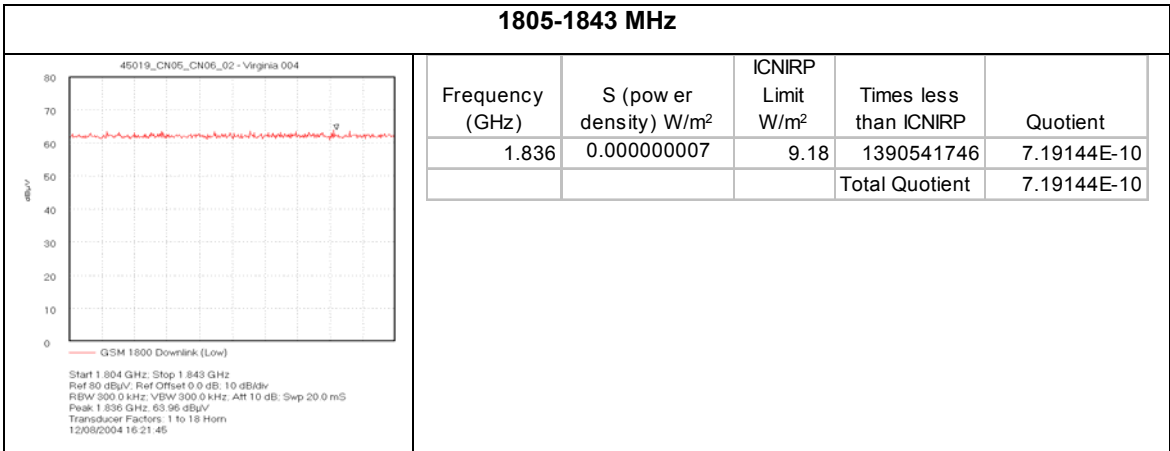 1805-1843 MHz
45019_CN05_CN06_02 - Virginia 004
80
70
60
50
40
30
20
10
0
dBµV
GSM 1800 Downlink (Low)
Start 1.804 GHz; Stop 1.843 GHz
Ref 80 dBµV; Ref Offset 0.0 dB; 10 dB/div
RBW 300.0 kHz; VBW 300.0 kHz; Att 10 dB; Swp 20.0 mS
Peak 1.836 GHz, 63.96 dBµV
Transducer Factors: 1 to 18 Horn
12/08/2004 16:21:45
Frequency (GHz) S (pow er density) W/m² ICNIRP Limit W/m² Times less than ICNIRP Quotient
1.836 0.000000007 9.18 1390541746 7.19144E-10
Total Quotient 7.19144E-10